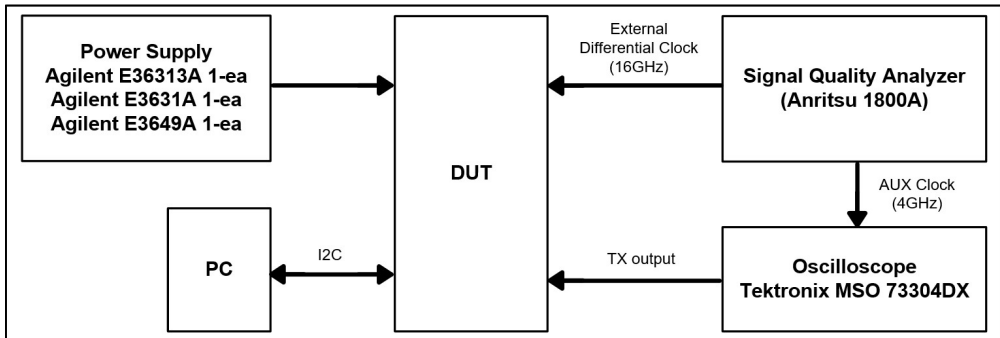 Power Supply
Agilent E36313A 1-ea
Agilent E3631A 1-ea
Agilent E3649A 1-ea
External
Differential Clock
(16GHz)
Signal Quality Analyzer
(Anritsu 1800A)
DUT
AUX Clock
(4GHz)
PC
I2C
TX output
Oscilloscope
Tektronix MSO 73304DX